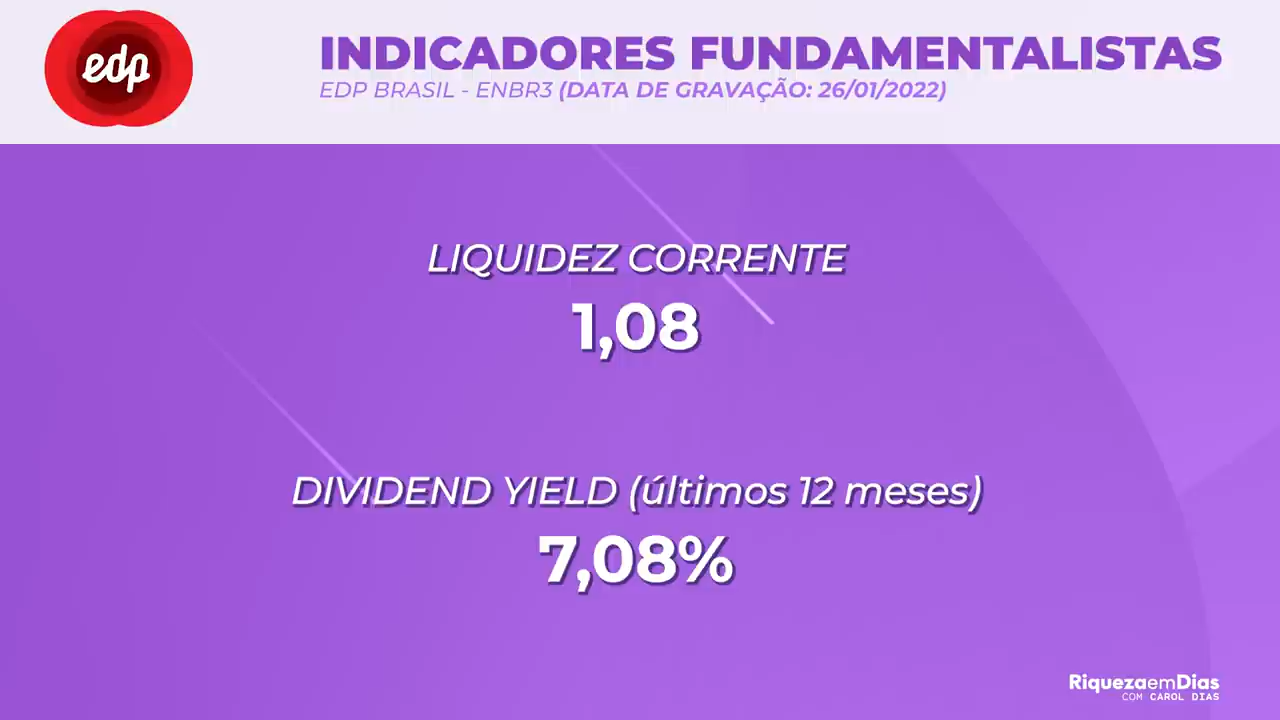 edp
INDICADORES FUNDAMENTALISTAS
EDP BRASIL - ENBR3 (DATA DE GRAVAÇÃO: 26/01/2022)
LIQUIDEZ CORRENTE
1,08
DIVIDEND YIELD (últimos 12 meses)
7,08%
RiquezaemDias
COM CAROL DIAS